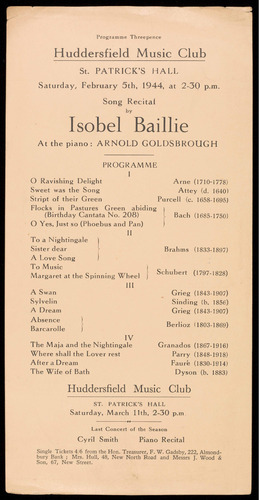 Programme Threepence
Huddersfield Music Club
St. PATRICK'S HALL
Saturday, February 5th, 1944, at 2-30 p.m.
Song Recital
by
Isobel Baillie
At the piano: ARNOLD GOLDSBROUGH
PROGRAMME
I
O Ravishing Delight Arne (1710-1778)
Sweet was the Song Attey (d. 1640)
Stript of their Green Purcell (c. 1658-1695)
Flocks in Pastures Green abiding
(Birthday Cantata No. 208) Bach (1685-1750)
O Yes, Just so (Phoebus and Pan)
II
To a Nightingale
Sister dear Brahms (1833-1897)
A Love Song
To Music
Margaret at the Spinning Wheel Schubert (1797-1828)
III
A Swan Grieg (1843-1907)
Sylvelin Sinding (b. 1856)
A Dream Grieg (1843-1907)
Absence
Barcarolle Berlioz (1803-1869)
IV
The Maja and the Nightingale Granados (1867-1916)
Where shall the Lover rest Parry (1848-1918)
After a Dream Fauré (1890-1914)
The Wife of Bath Dyson (b. 1883)
Huddersfield Music Club
ST. PATRICK'S HALL
Saturday, March 11th, 2-30 p.m.
Last Concert of the Season
Cyril Smith Piano Recital
Single Tickets 4/6 from the Hon. Treasurer, F. W. Gadsby, 222, Almond-
bury Bank; Mrs. Hull, 48, New North Road and Messrs J. Wood &
Son, 67, New Street.